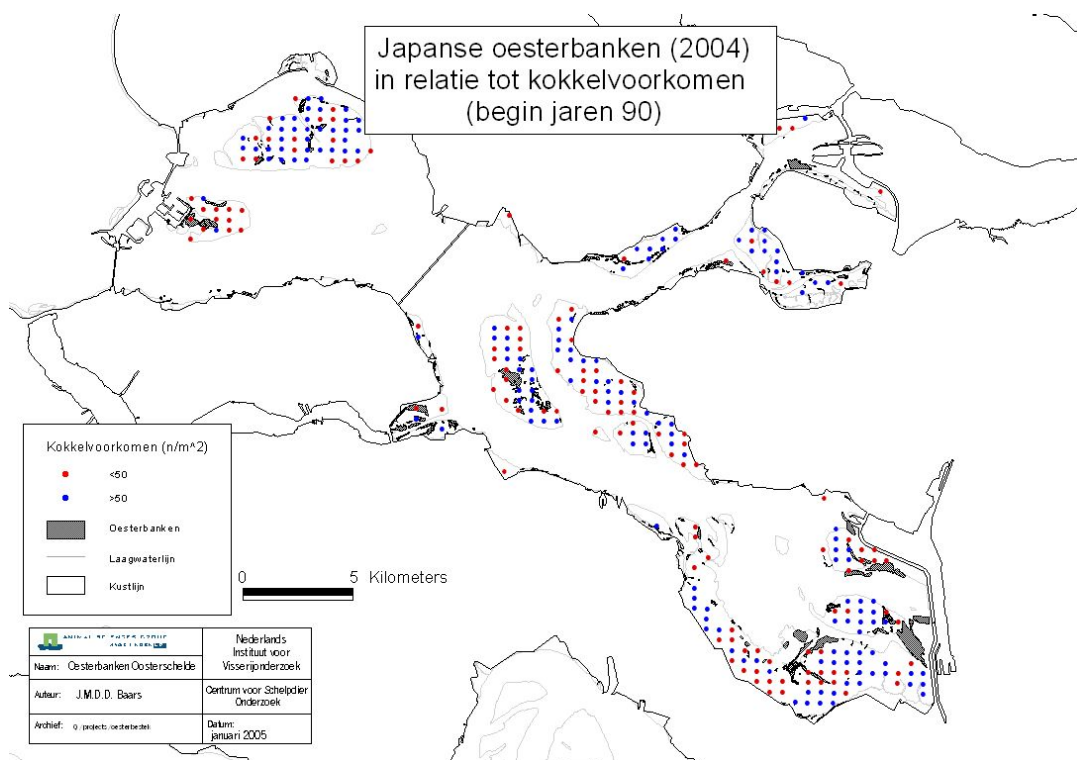 Japanse oesterbanken (2004)
in relatie tot kokkelvoorkomen
(begin jaren 90)
Kokkelvoorkomen (n/m^2)
<50
>50
Oesterbanken
Laagwaterlijn
Kustlijn
0 5 Kilometers
Nederlands
Instituut voor
Visserijonderzoek
Naam: Oesterbanken Oosterschelde
Auteur: J.M.D.D. Baars
Centrum voor Schelpdier
Onderzoek
Archief:
Datum:
januari 2005